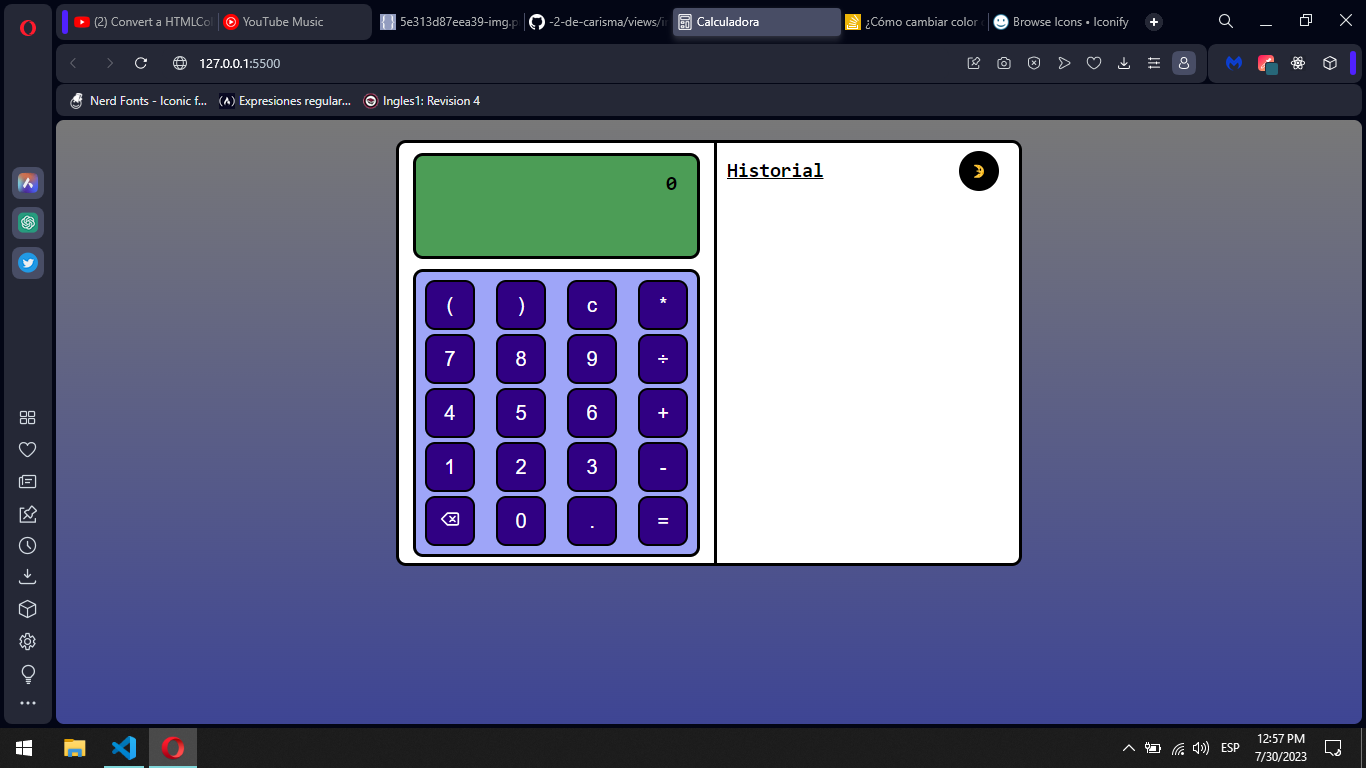 (2) Convert a HTMLCol
YouTube Music
5e313d87eea39-img.p
-2-de-carisma/views/in
Calculadora
¿Cómo cambiar color d
Browse Icons • Iconify
127.0.0.1:5500
Nerd Fonts - Iconic f...
Expresiones regular...
Ingles1: Revision 4
0
Historial
( ) c *
7 8 9 ÷
4 5 6 +
1 2 3 -
0 . =
ESP
12:57 PM
7/30/2023